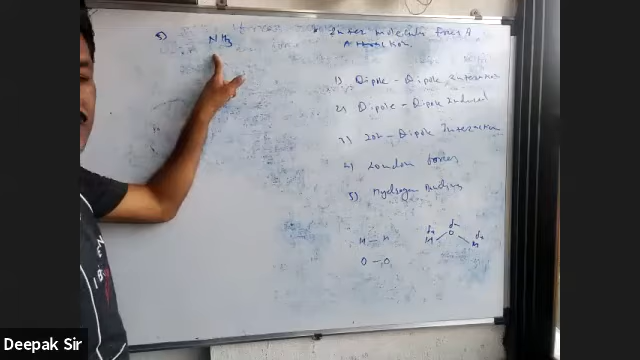 5) NH3
* Inter molecular forces of
Attraction.
1) Dipole - Dipole Interaction
2) Dipole - Dipole Induced
3) Ion - Dipole Interaction
4) London forces
5) Hydrogen Bonding
H — H
O — O
H O H
Deepak Sir